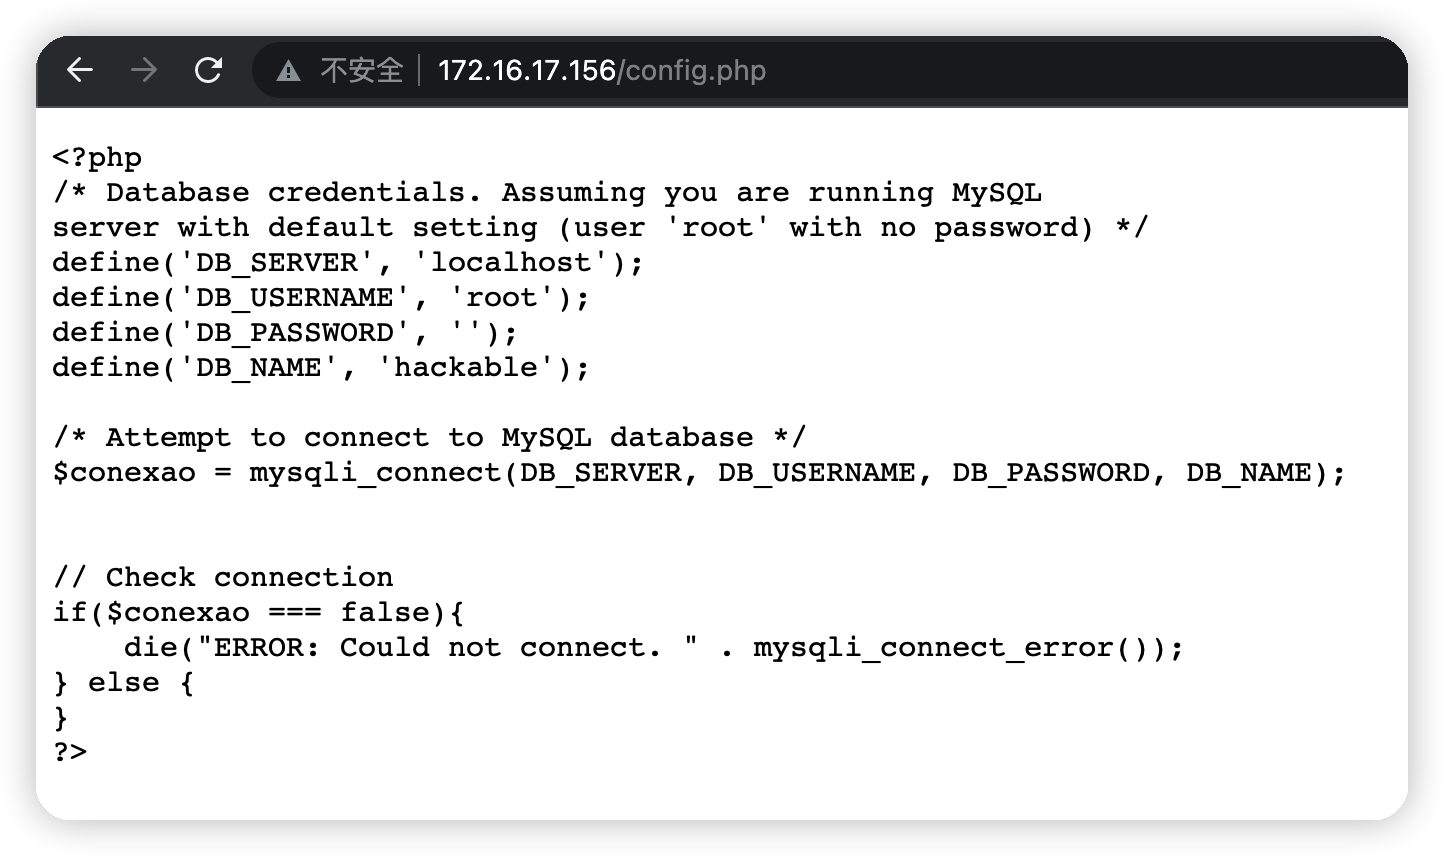 不安全 172.16.17.156/config.php
<?php
/* Database credentials. Assuming you are running MySQL
server with default setting (user 'root' with no password) */
define('DB_SERVER', 'localhost');
define('DB_USERNAME', 'root');
define('DB_PASSWORD', '');
define('DB_NAME', 'hackable');

/* Attempt to connect to MySQL database */
$conexao = mysqli_connect(DB_SERVER, DB_USERNAME, DB_PASSWORD, DB_NAME);


// Check connection
if($conexao === false){
    die("ERROR: Could not connect. " . mysqli_connect_error());
} else {
}
?>